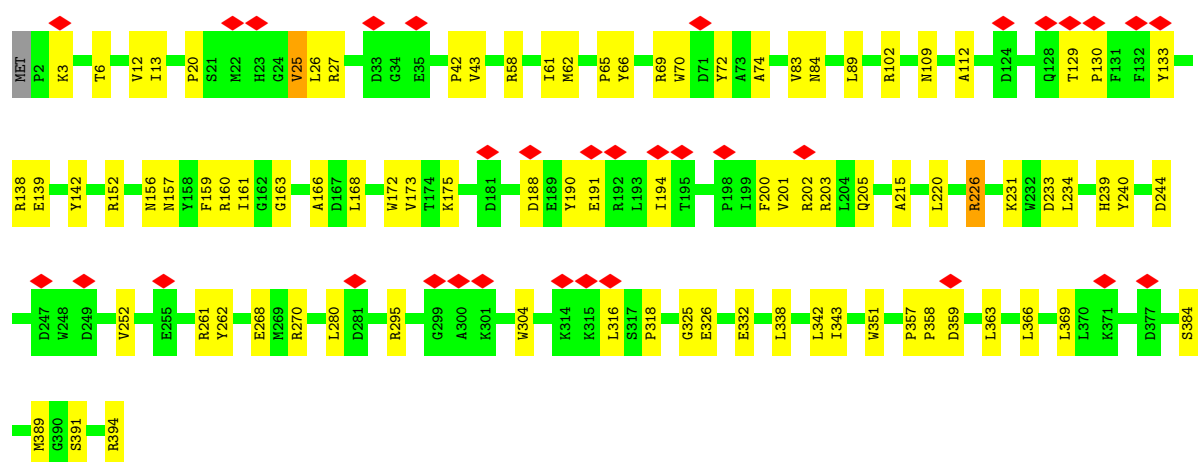 MET P2 K3 T6 V12 I13 P20 S21 M22 H23 G24 V25 L26 R27 D33 G34 E35 P42 V43 R58 I61 M62 P65 Y66 R69 W70 D71 Y72 A73 A74 V83 N84 L89 R102 N109 A112 D124 Q128 T129 P130 F131 F132 Y133
R138 E139 Y142 R152 N156 N157 Y158 F159 R160 I161 G162 G163 A166 D167 L168 W172 V173 T174 K175 D181 D188 E189 Y190 E191 R192 L193 I194 T195 P198 I199 F200 V201 R202 R203 L204 Q205 A215 L220 R226 K231 W232 D233 L234 H239 Y240 D244
D247 W248 D249 V252 E255 R261 Y262 E268 M269 R270 L280 D281 R295 G299 A300 K301 W304 K314 K315 L316 S317 P318 G325 E326 E332 L338 L342 I343 W351 P357 P358 D359 L363 L366 L369 L370 K371 D377 S384
M389 G390 S391 R394